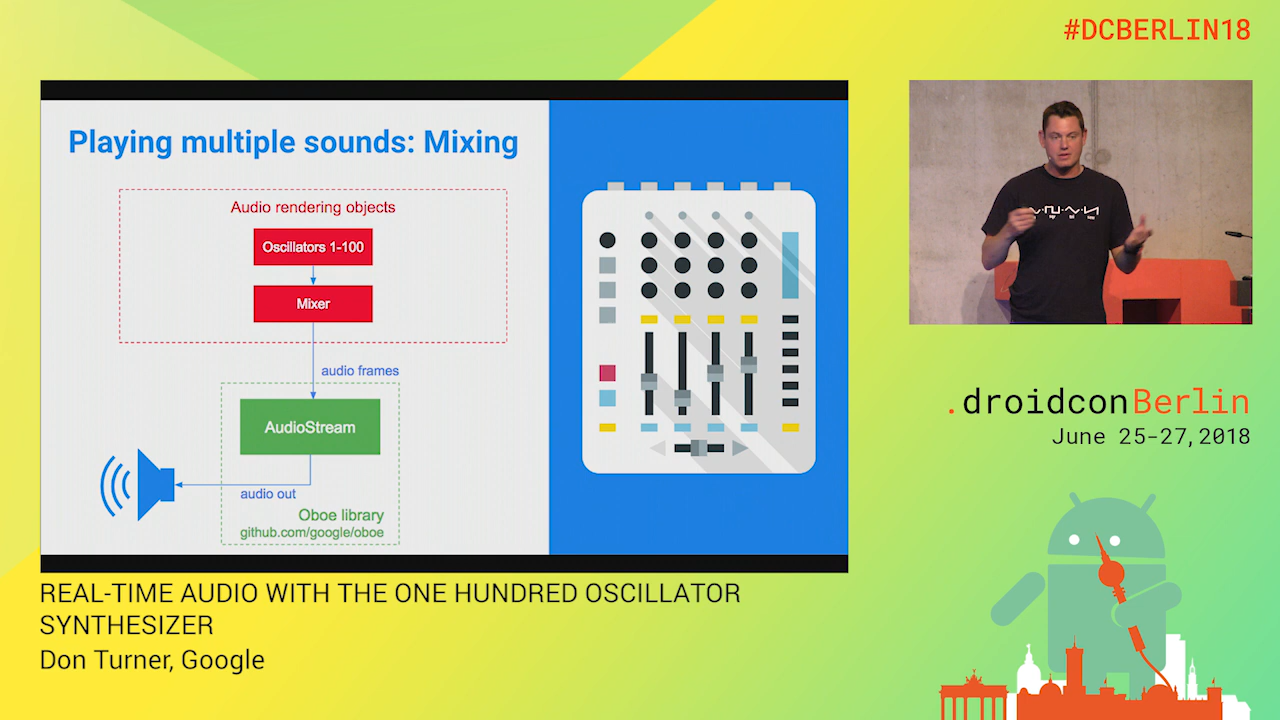 #DCBERLIN18
Playing multiple sounds: Mixing
Audio rendering objects
Oscillators 1-100
Mixer
audio frames
AudioStream
audio out
Oboe library
github.com/google/oboe
.droidconBerlin
June 25-27, 2018
REAL-TIME AUDIO WITH THE ONE HUNDRED OSCILLATOR
SYNTHESIZER
Don Turner, Google